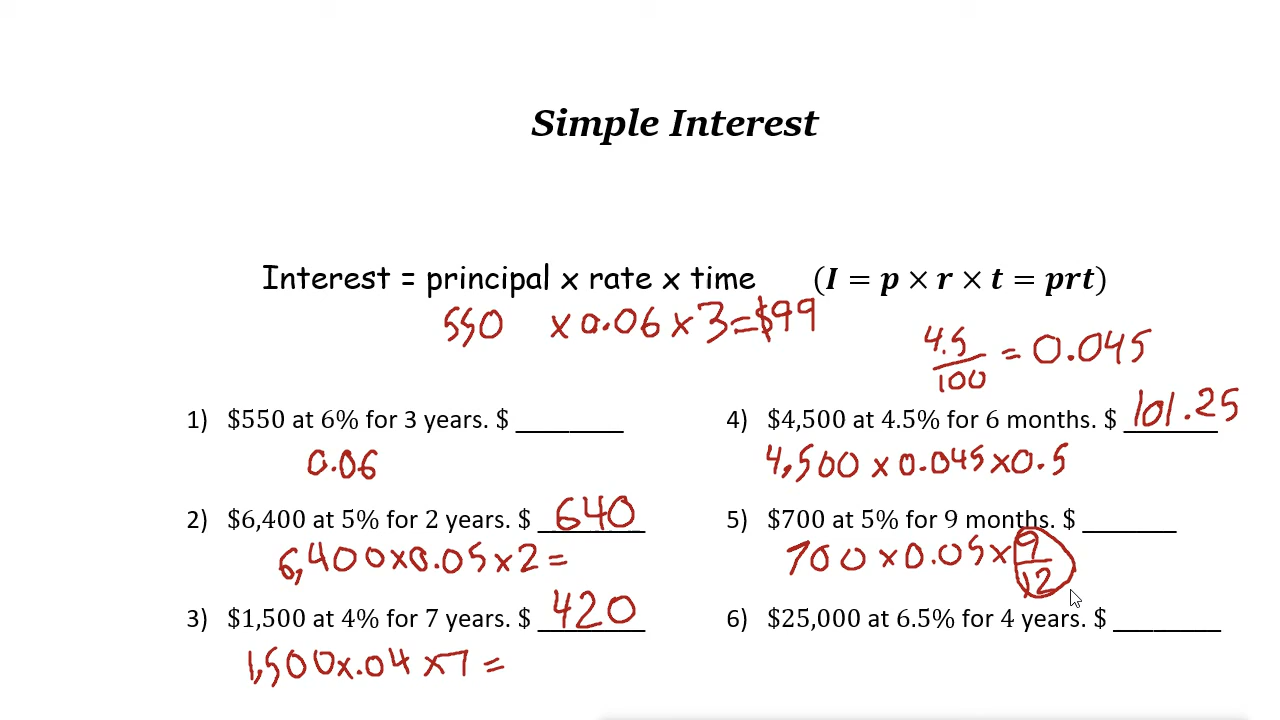 Simple Interest
Interest = principal x rate x time (I = p × r × t = prt)
550 x 0.06 x 3 = $99
4.5/100 = 0.045
1) $550 at 6% for 3 years. $ ________
0.06
2) $6,400 at 5% for 2 years. $ 640
6,400 x 0.05 x 2 =
3) $1,500 at 4% for 7 years. $ 420
1,500 x .04 x 7 =
4) $4,500 at 4.5% for 6 months. $ 101.25
4,500 x 0.045 x 0.5
5) $700 at 5% for 9 months. $ _______
700 x 0.05 x 9/12
6) $25,000 at 6.5% for 4 years. $ ________